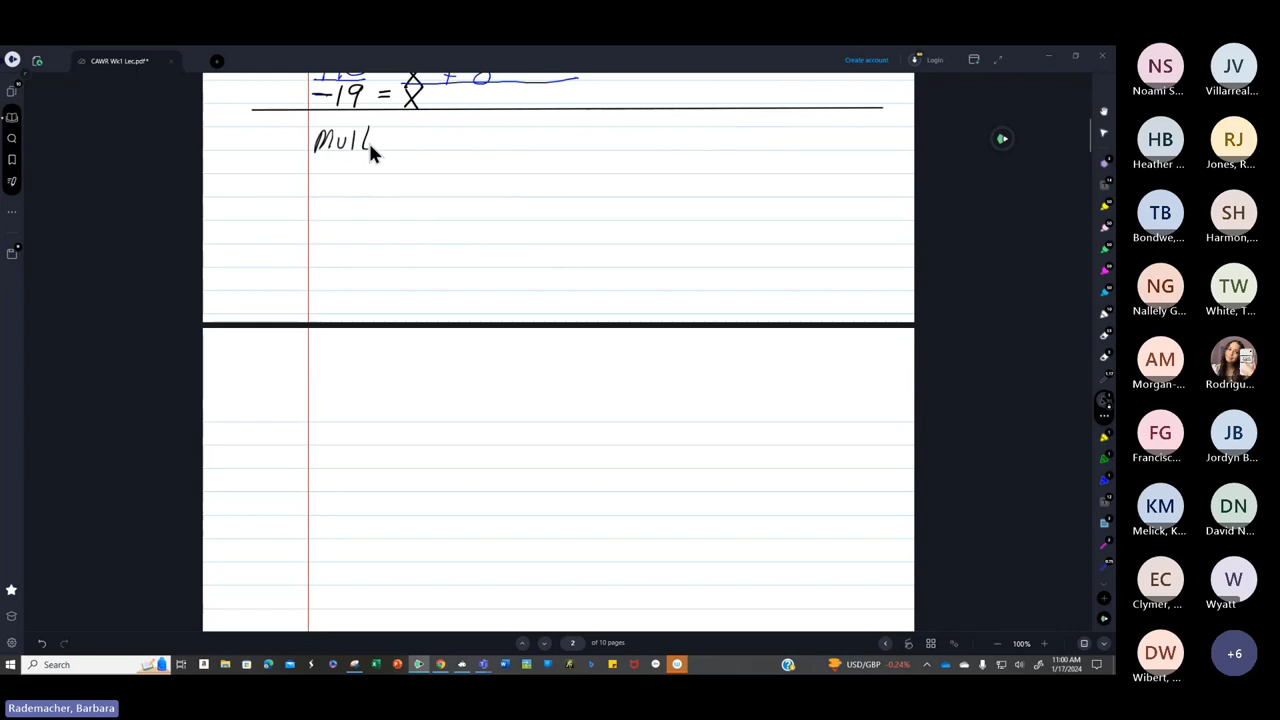 CAWR Wk1 Lec.pdf*
Create account
Login
-19 = X
Mult
2 of 10 pages
100%
Search
USD/GBP -0.24%
11:00 AM
1/17/2024
NS
Noami S...
JV
Villarreal,...
HB
Heather ...
RJ
Jones, R...
TB
Bondwe,...
SH
Harmon,...
NG
Nallely G...
TW
White, T...
AM
Morgan-...
Rodrigu...
FG
Francisc...
JB
Jordyn B...
KM
Melick, K...
DN
David N...
EC
Clymer, ...
W
Wyatt
DW
Wibert, ...
+6
Rademacher, Barbara